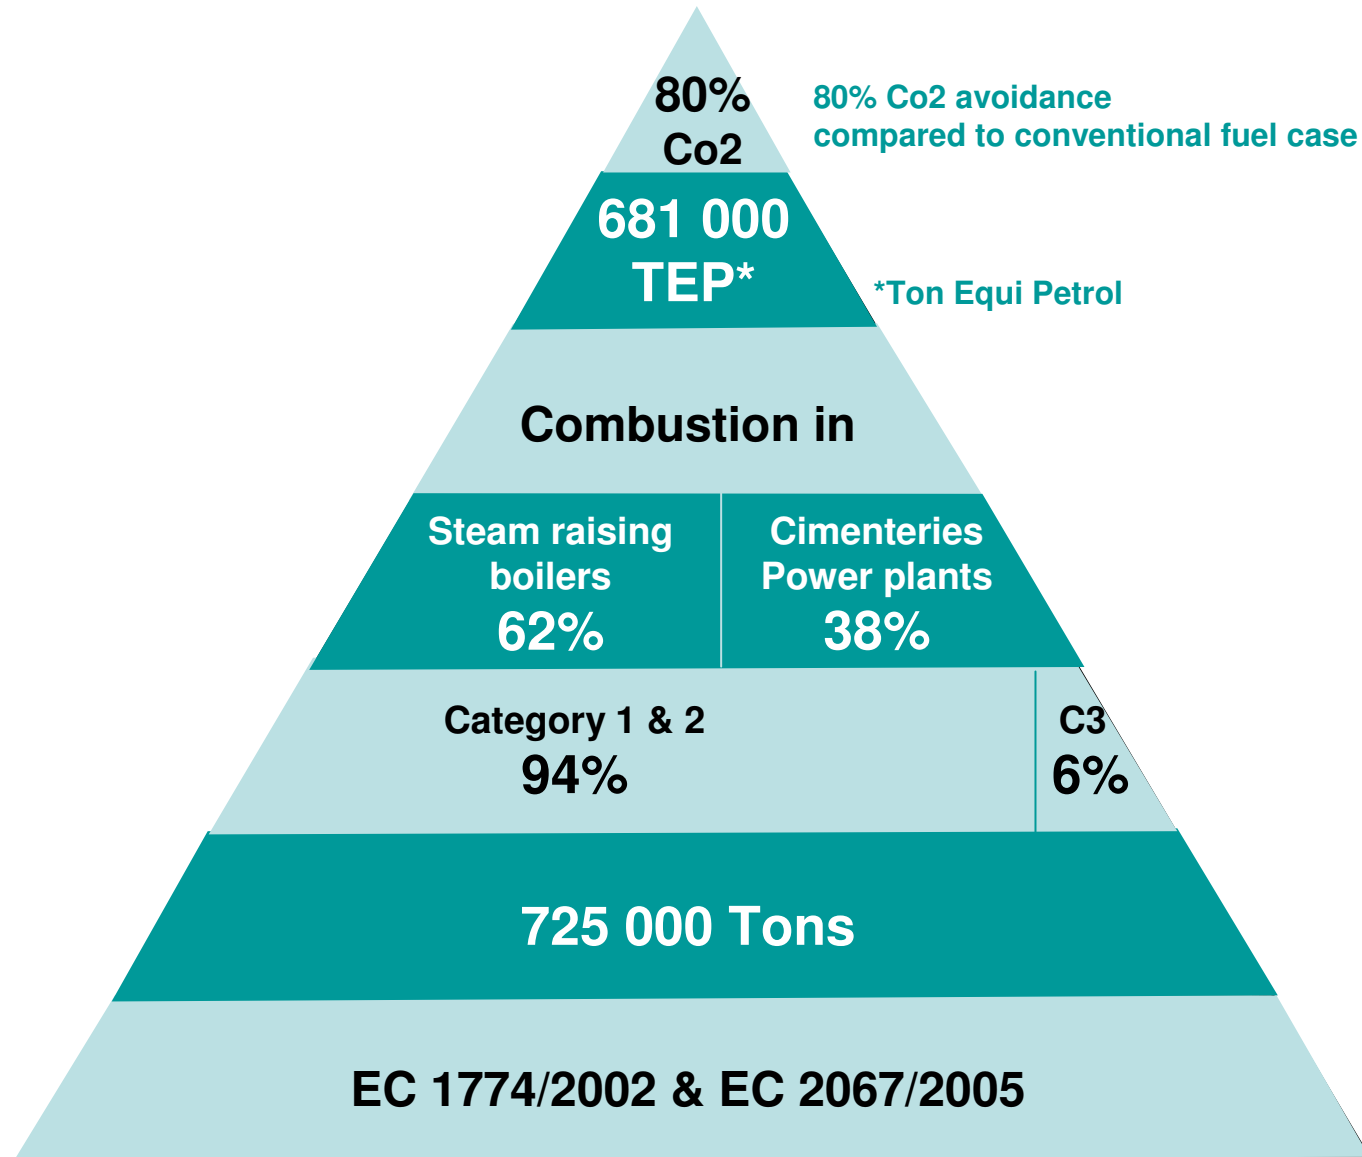 80%
Co2
80% Co2 avoidance
compared to conventional fuel case
681 000
TEP*
*Ton Equi Petrol
Combustion in
Steam raising
boilers
62%
Cimenteries
Power plants
38%
Category 1 & 2
94%
C3
6%
725 000 Tons
EC 1774/2002 & EC 2067/2005